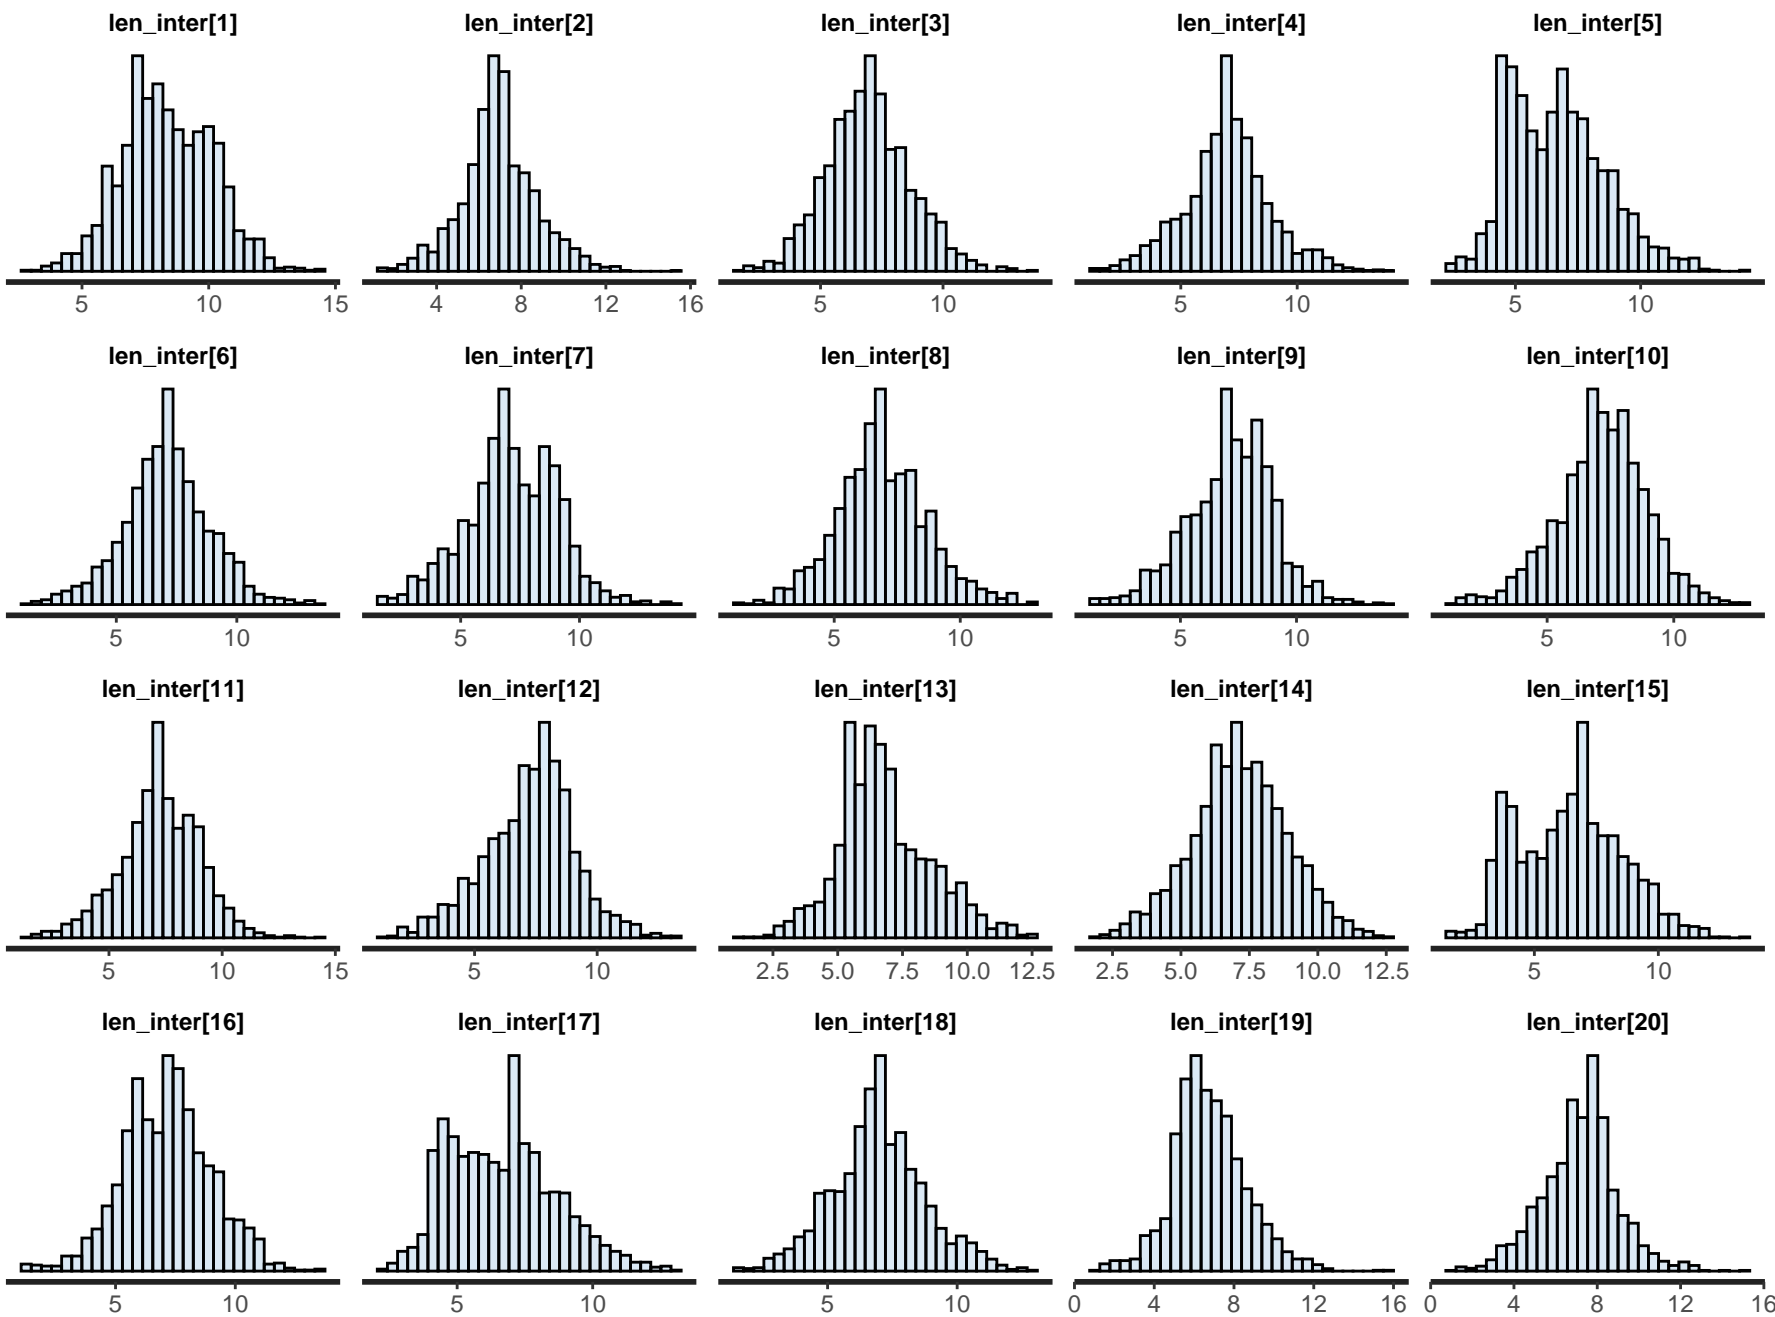 len_inter[1] len_inter[2] len_inter[3] len_inter[4] len_inter[5]
5 10 15 4 8 12 16 5 10 5 10 5 10
len_inter[6] len_inter[7] len_inter[8] len_inter[9] len_inter[10]
5 10 5 10 5 10 5 10 5 10
len_inter[11] len_inter[12] len_inter[13] len_inter[14] len_inter[15]
5 10 15 5 10 2.5 5.0 7.5 10.0 12.5 2.5 5.0 7.5 10.0 12.5 5 10
len_inter[16] len_inter[17] len_inter[18] len_inter[19] len_inter[20]
5 10 5 10 5 10 0 4 8 12 16 0 4 8 12 16